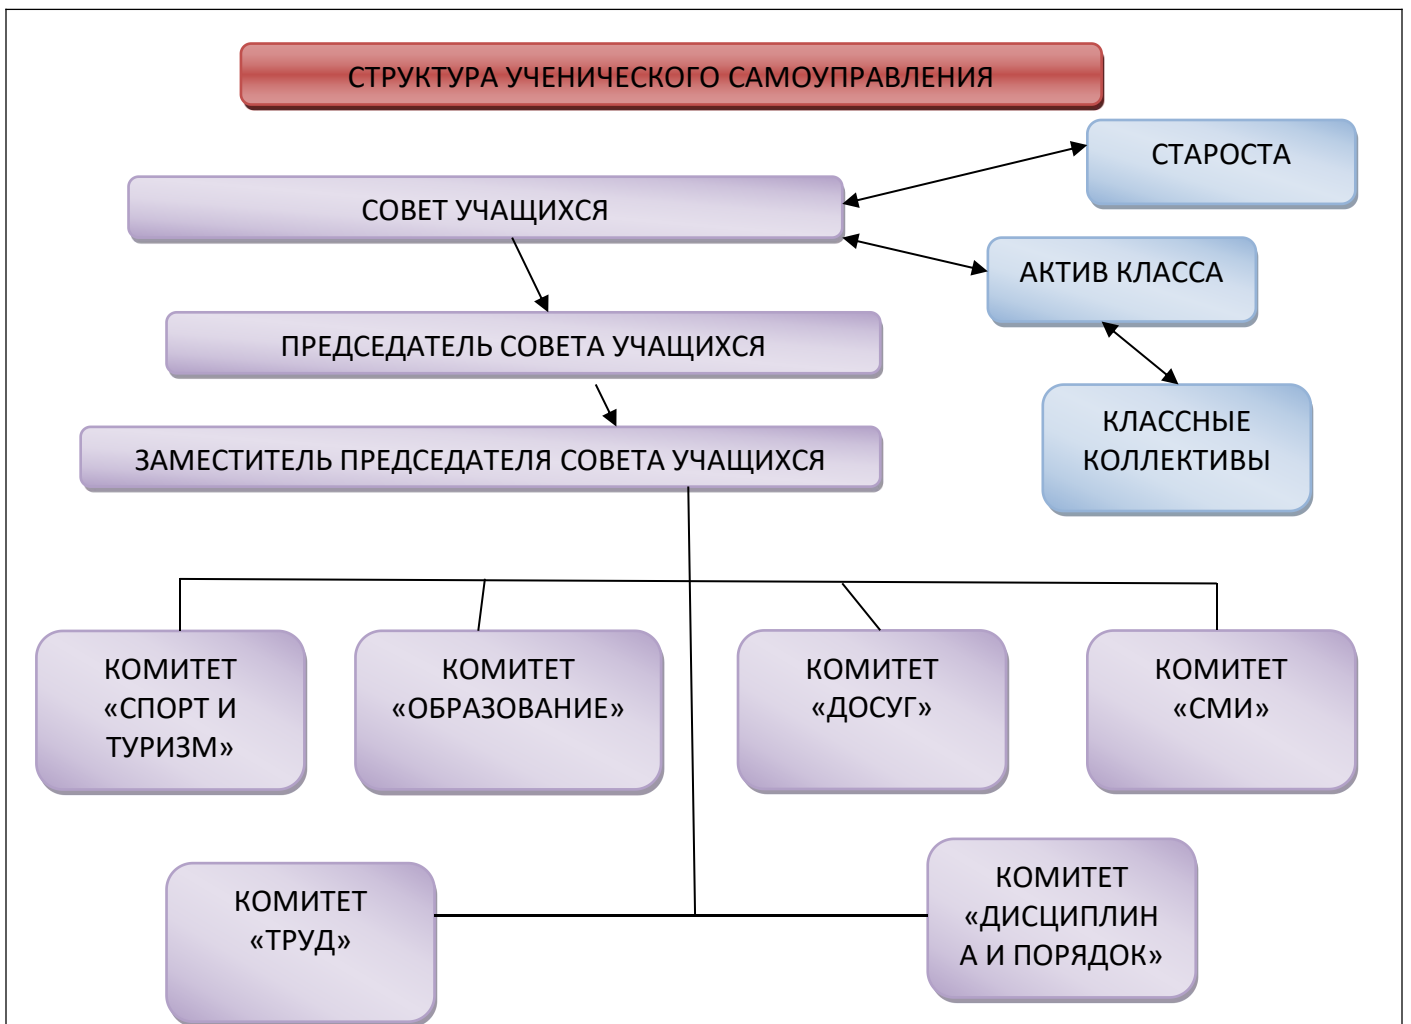 СТРУКТУРА УЧЕНИЧЕСКОГО САМОУПРАВЛЕНИЯ
СТАРОСТА
СОВЕТ УЧАЩИХСЯ
АКТИВ КЛАССА
ПРЕДСЕДАТЕЛЬ СОВЕТА УЧАЩИХСЯ
КЛАССНЫЕ
КОЛЛЕКТИВЫ
ЗАМЕСТИТЕЛЬ ПРЕДСЕДАТЕЛЯ СОВЕТА УЧАЩИХСЯ
КОМИТЕТ
«СПОРТ И
ТУРИЗМ»
КОМИТЕТ
«ОБРАЗОВАНИЕ»
КОМИТЕТ
«ДОСУГ»
КОМИТЕТ
«СМИ»
КОМИТЕТ
«ТРУД»
КОМИТЕТ
«ДИСЦИПЛИН
А И ПОРЯДОК»